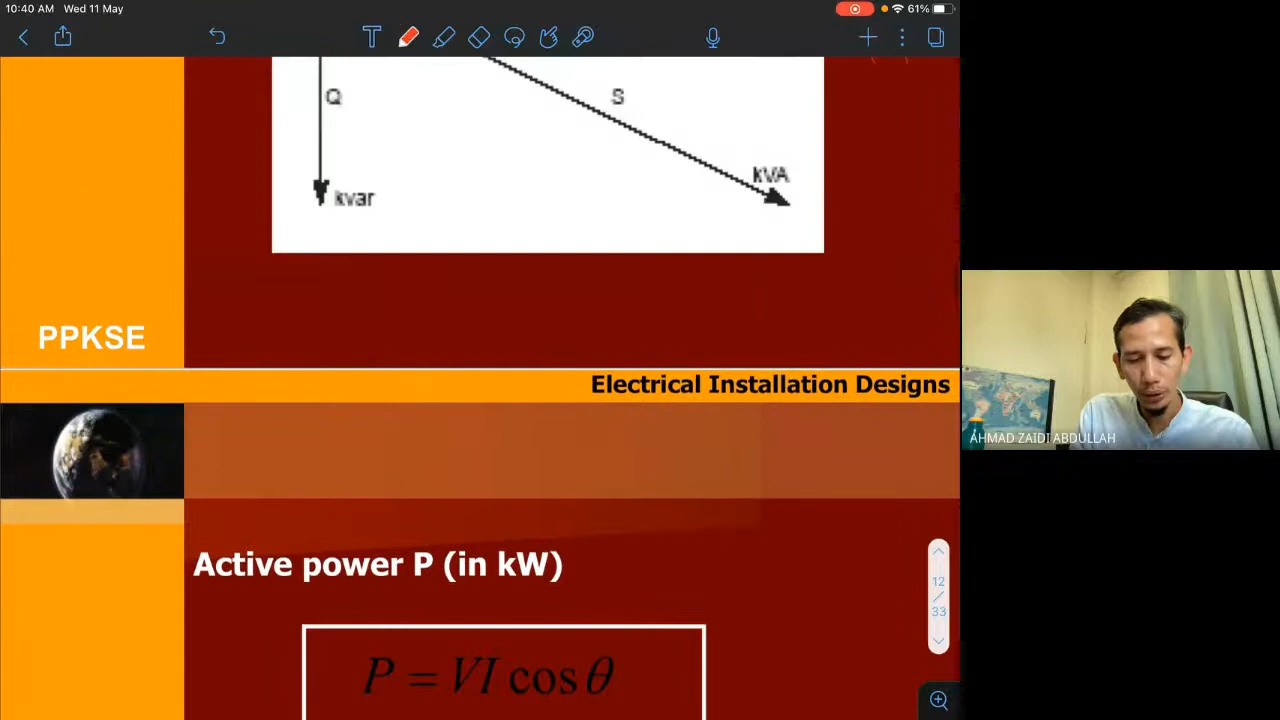 10:40 AM Wed 11 May
61%
Q
S
kVA
kvar
PPKSE
Electrical Installation Designs
AHMAD ZAIDI ABDULLAH
Active power P (in kW)
12
/
33
P = VI cos θ